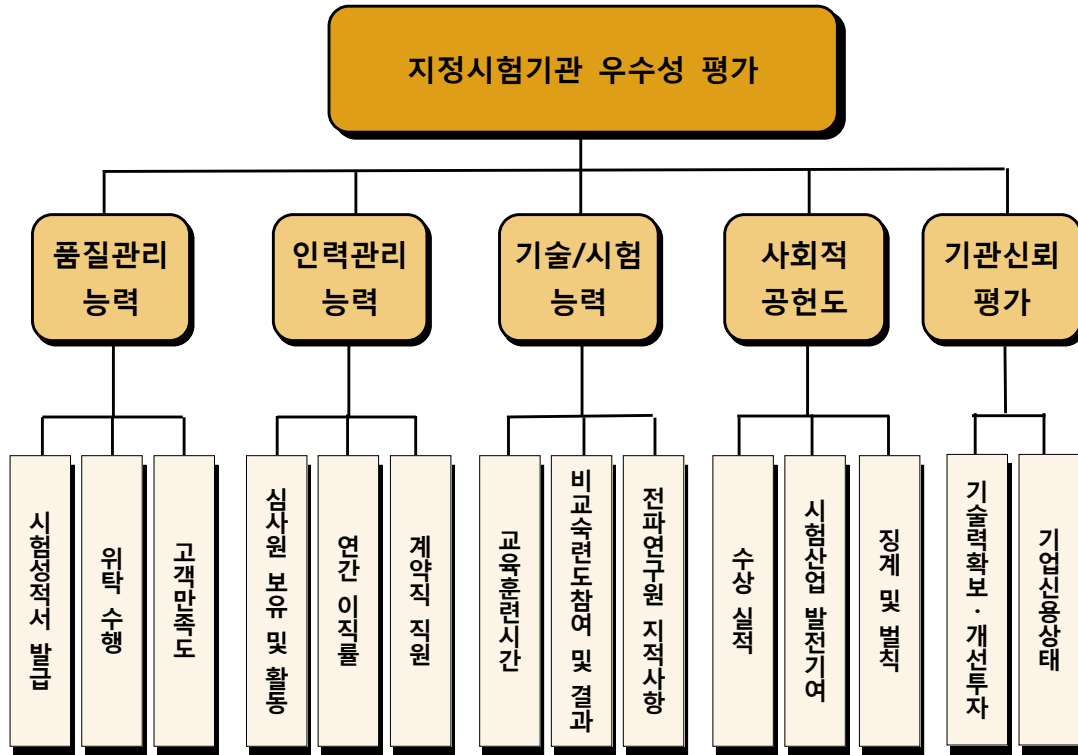 지정시험기관 우수성 평가
품질관리
능력
인력관리
능력
기술/시험
능력
사회적
공헌도
기관신뢰
평가
시험성적서 발급
위탁 수행
고객만족도
심사원 보유 및 활동
연간 이직률
계약직 직원
교육훈련시간
비교숙련도참여 및 결과
전파연구원 지적사항
수상 실적
시험산업 발전기여
징계 및 벌칙
기술력확보·개선투자
기업신용상태